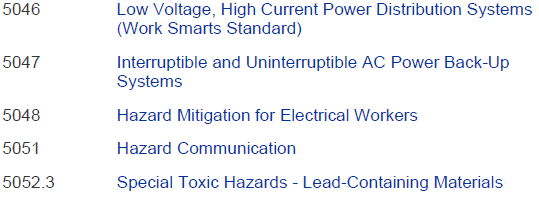 5046 Low Voltage, High Current Power Distribution Systems
(Work Smarts Standard)
5047 Interruptible and Uninterruptible AC Power Back-Up
Systems
5048 Hazard Mitigation for Electrical Workers
5051 Hazard Communication
5052.3 Special Toxic Hazards - Lead-Containing Materials